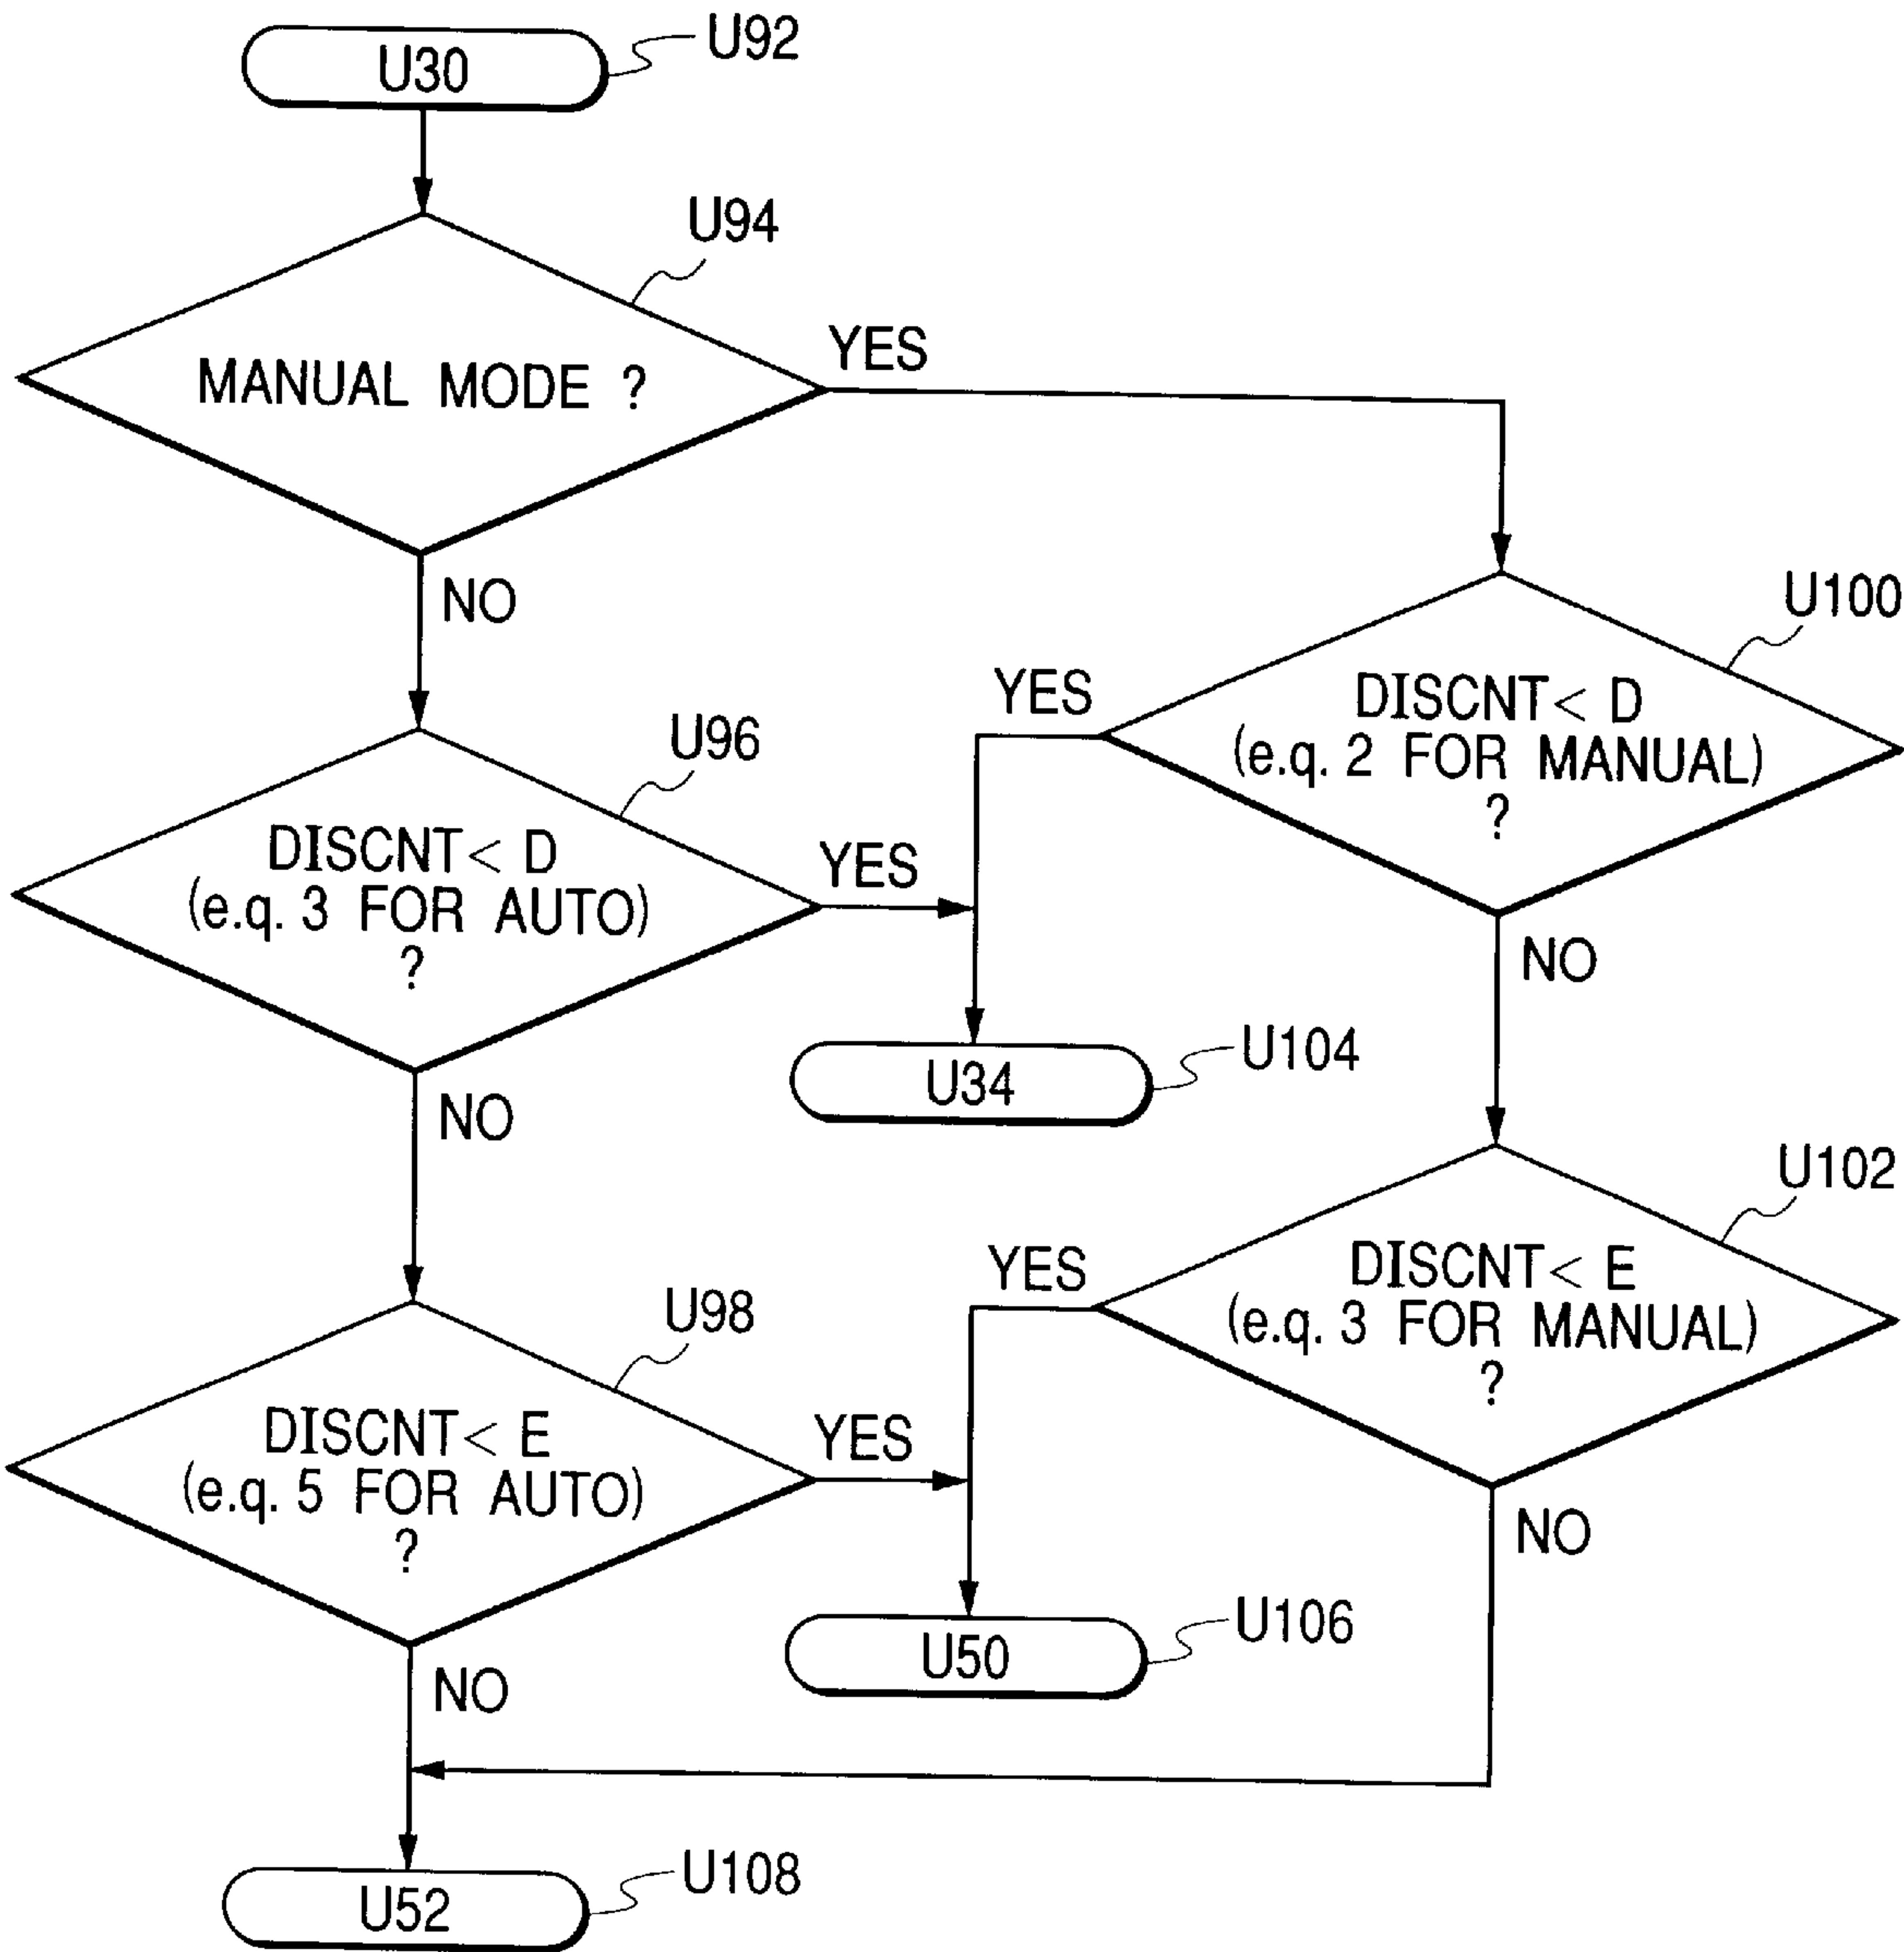 U30
U92
U94
MANUAL MODE ?
YES
NO
U100
DISCNT < D
(e.q. 2 FOR MANUAL)
?
YES
NO
U96
DISCNT < D
(e.q. 3 FOR AUTO)
?
YES
NO
U34
U104
U102
DISCNT < E
(e.q. 3 FOR MANUAL)
?
YES
NO
U98
DISCNT < E
(e.q. 5 FOR AUTO)
?
YES
NO
U50
U106
U52
U108